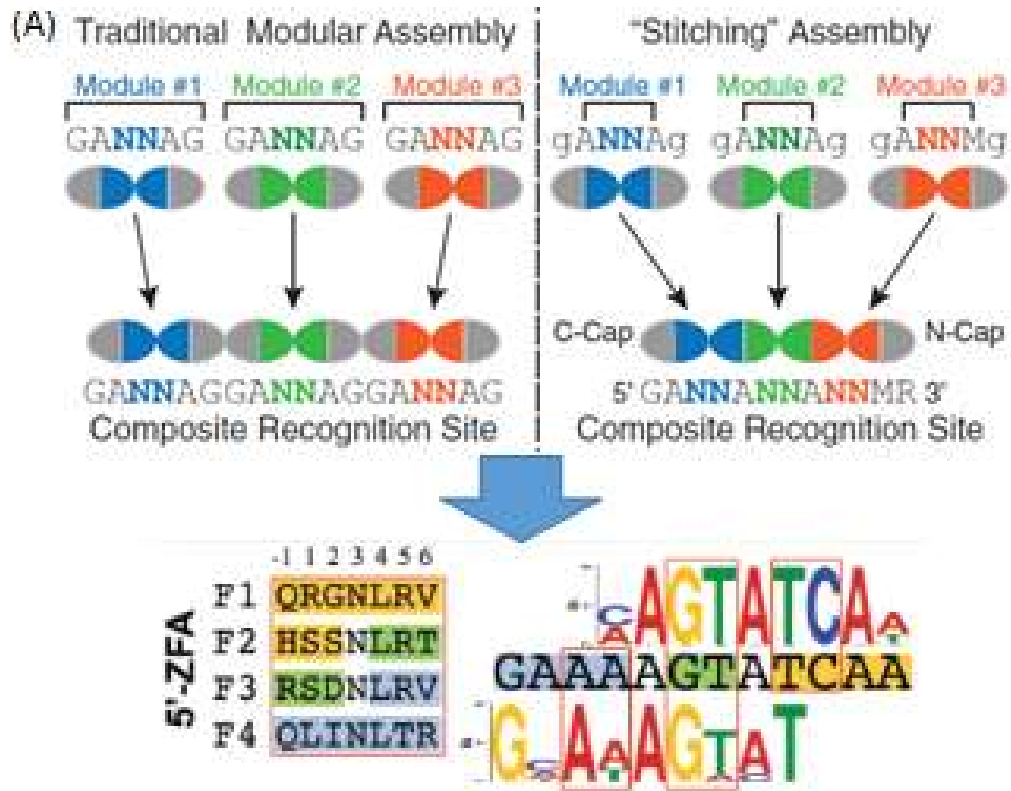 (A) Traditional Modular Assembly
"Stitching" Assembly
Module #1 Module #2 Module #3
GANNAG GANNAG GANNAG
Module #1 Module #2 Module #3
gANNAg gANNAg gANNMg
GANNAGGANNAGGANNAG
Composite Recognition Site
C-Cap N-Cap
5' GANNANNANNMR 3'
Composite Recognition Site
5'-ZFA
-1 1 2 3 4 5 6
F1 QRGNLRV
F2 HSSNLRT
F3 RSDNLRV
F4 QLINLTR
AGTATCA
GAAAAGTATCAA
G AAAGTAT